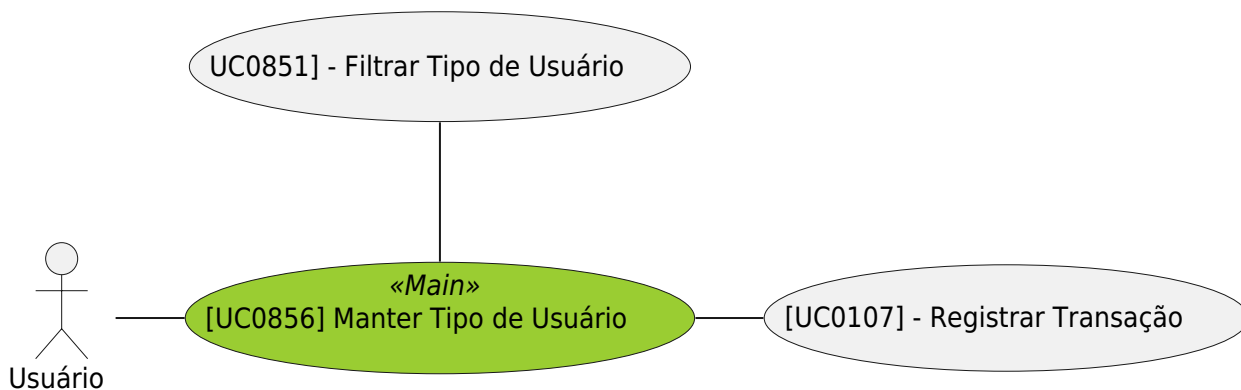 UC0851] - Filtrar Tipo de Usuário
«Main»
[UC0856] Manter Tipo de Usuário
[UC0107] - Registrar Transação
Usuário